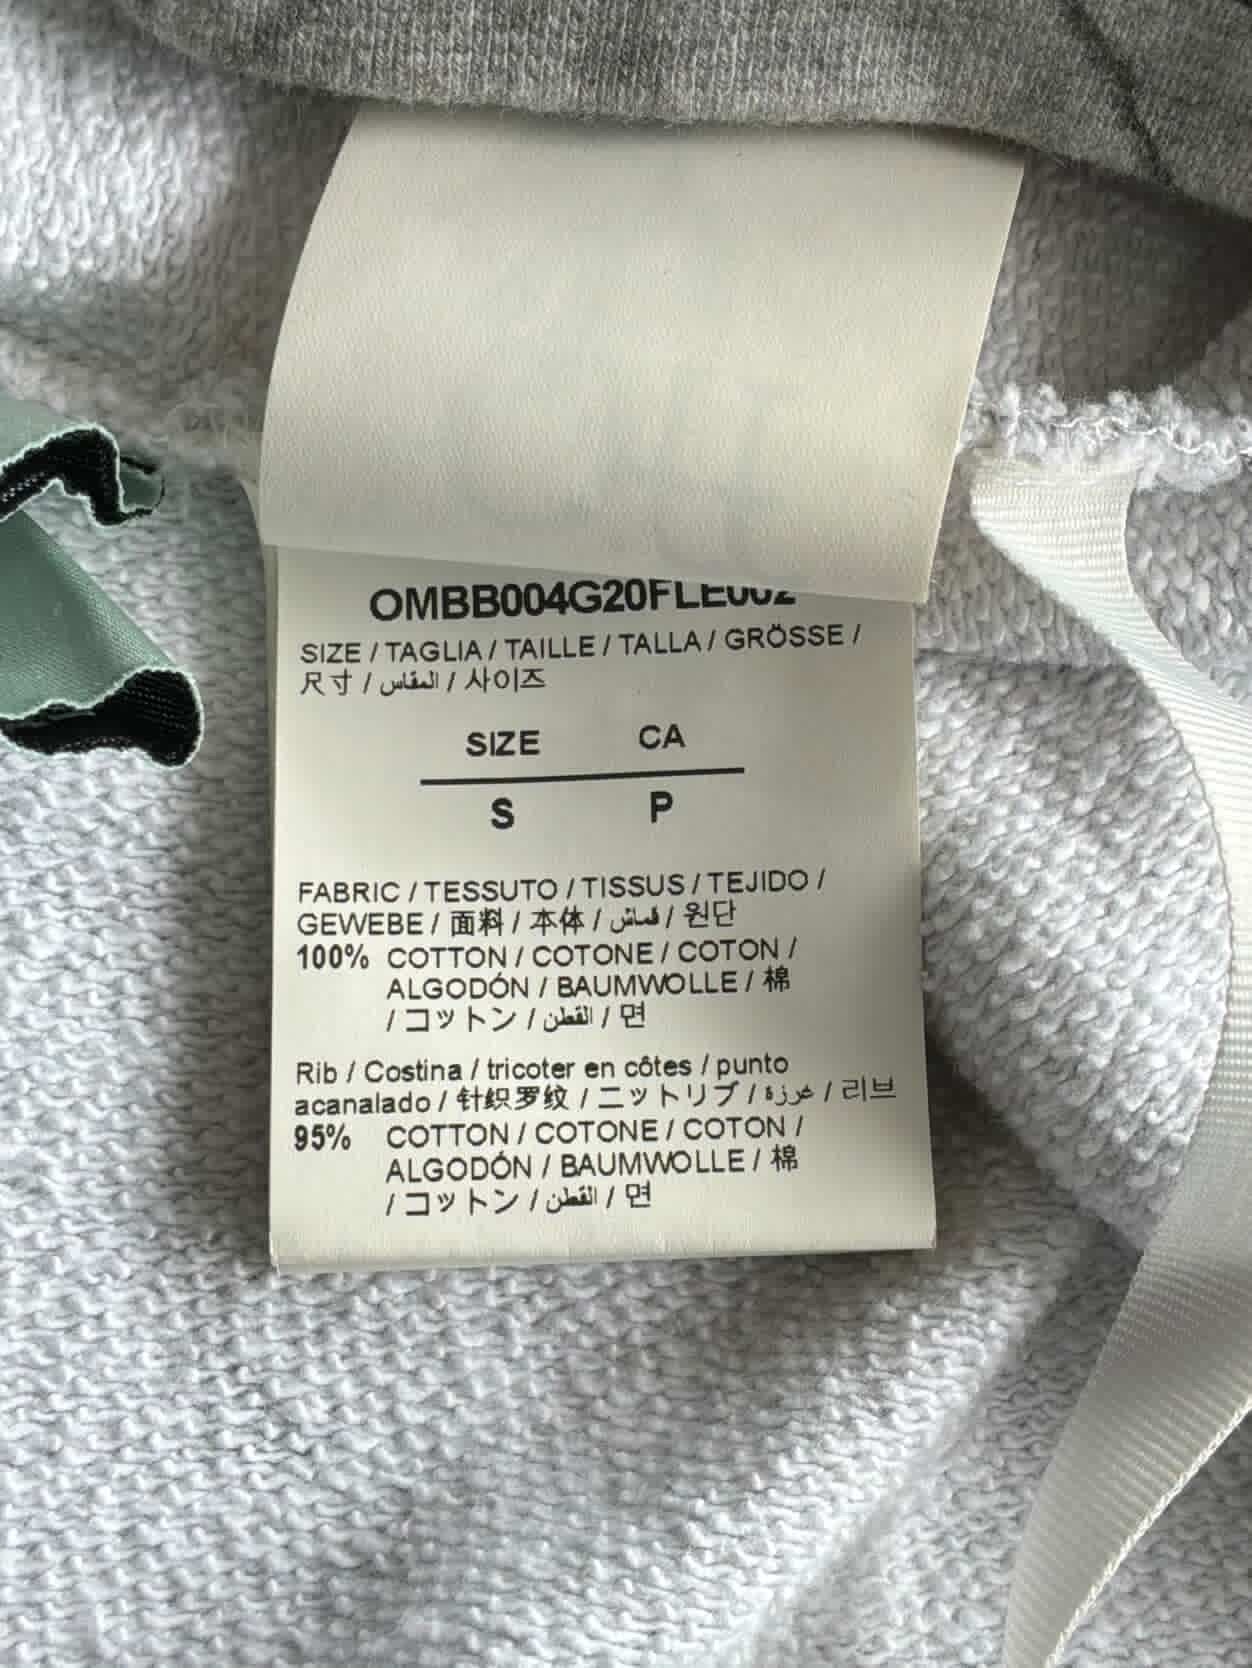 OMBB004G20FLE002
SIZE / TAGLIA / TAILLE / TALLA / GRÖSSE /
尺寸 / المقاس / 사이즈
SIZE CA
S P
FABRIC / TESSUTO / TISSUS / TEJIDO /
GEWEBE / 面料 / 本体 / قماش / 원단
100% COTTON / COTONE / COTON /
ALGODÓN / BAUMWOLLE / 棉
/ コットン / القطن / 면
Rib / Costina / tricoter en côtes / punto
acanalado / 针织罗纹 / ニットリブ / غرزة / 리브
95% COTTON / COTONE / COTON /
ALGODÓN / BAUMWOLLE / 棉
/ コットン / القطن / 면